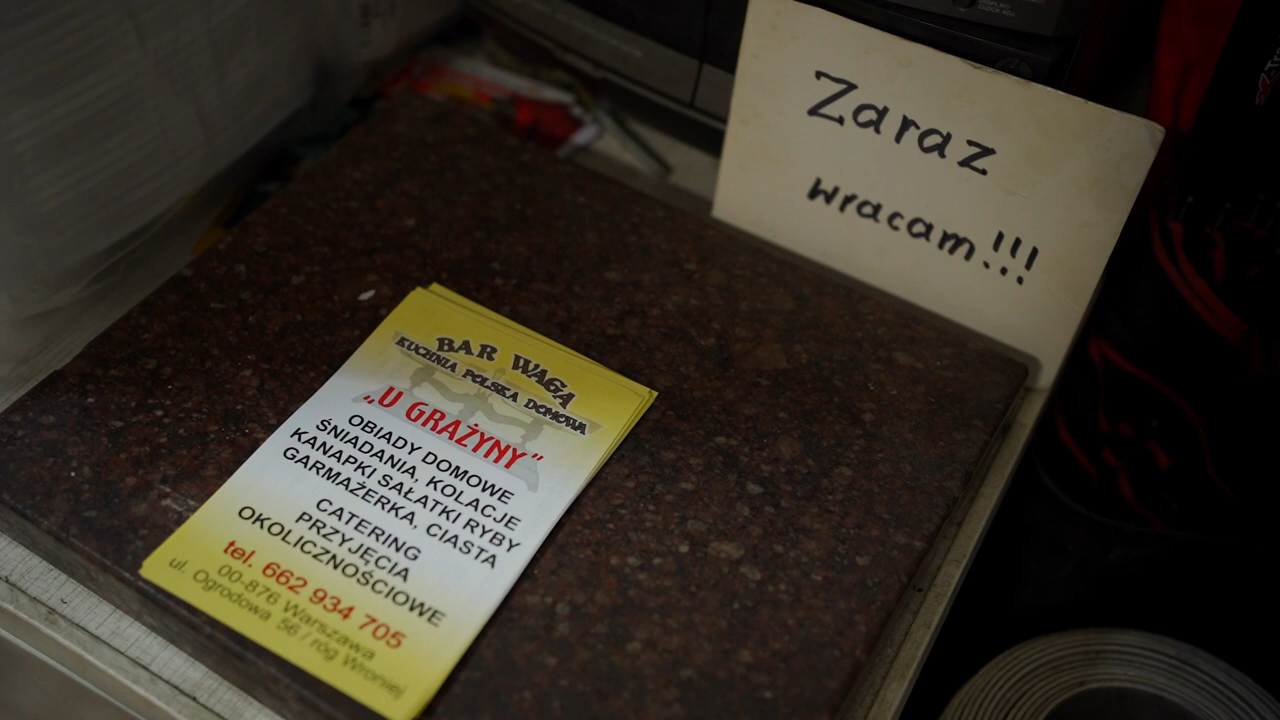 Zaraz
wracam!!!
BAR WAGA
KUCHNIA POLSKA DOMOWA
„U GRAŻYNY"
OBIADY DOMOWE
ŚNIADANIA, KOLACJE
KANAPKI SAŁATKI RYBY
GARMAŻERKA, CIASTA
CATERING
PRZYJĘCIA
OKOLICZNOŚCIOWE
tel. 662 934 705
00-876 Warszawa
ul. Ogrodowa 56 / róg Wroniej